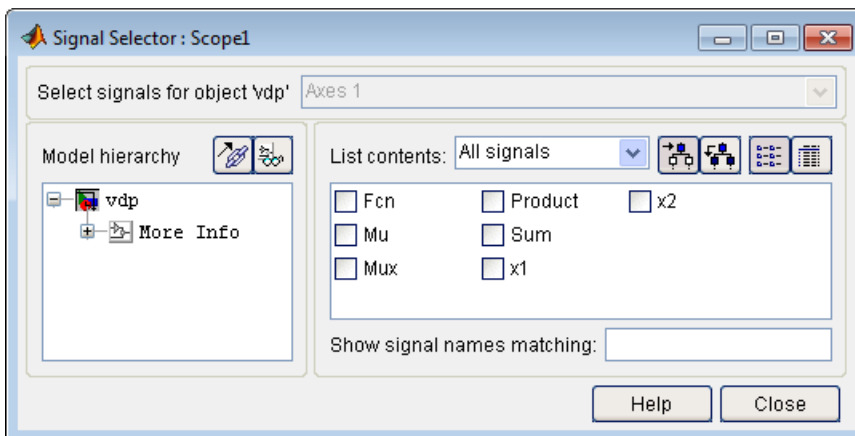 Signal Selector : Scope1
Select signals for object 'vdp' Axes 1
Model hierarchy
vdp
More Info
List contents: All signals
Fcn Product x2
Mu Sum
Mux x1
Show signal names matching:
Help Close